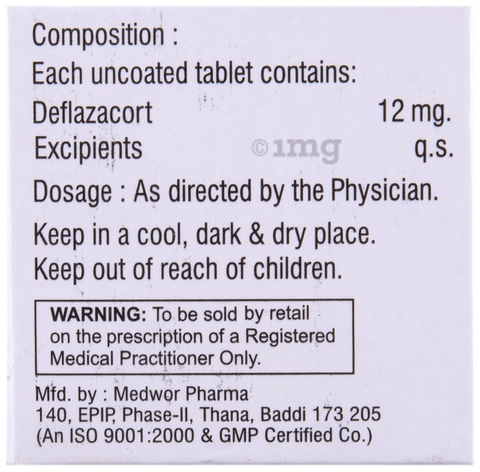 Composition :
Each uncoated tablet contains:
Deflazacort 12 mg.
Excipients q.s.
©1mg
Dosage : As directed by the Physician.
Keep in a cool, dark & dry place.
Keep out of reach of children.
WARNING: To be sold by retail
on the prescription of a Registered
Medical Practitioner Only.
Mfd. by : Medwor Pharma
140, EPIP, Phase-II, Thana, Baddi 173 205
(An ISO 9001:2000 & GMP Certified Co.)